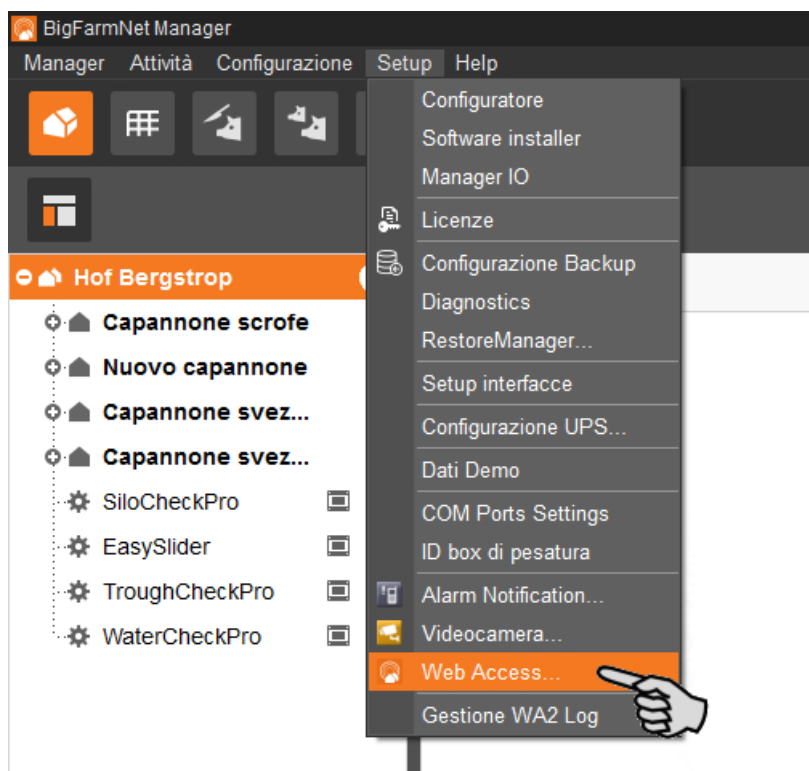 BigFarmNet Manager
Manager Attività Configurazione Setup Help
Configuratore
Software installer
Manager IO
Licenze
Configurazione Backup
Diagnostics
RestoreManager...
Setup interfacce
Configurazione UPS...
Dati Demo
COM Ports Settings
ID box di pesatura
Alarm Notification...
Videocamera...
Web Access...
Gestione WA2 Log
Hof Bergstrop
Capannone scrofe
Nuovo capannone
Capannone svez...
Capannone svez...
SiloCheckPro
EasySlider
TroughCheckPro
WaterCheckPro